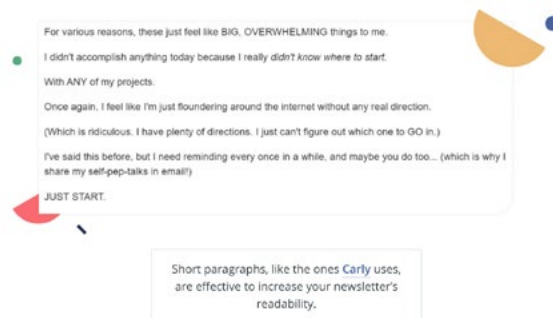 For various reasons, these just feel like BIG, OVERWHELMING things to me.
I didn't accomplish anything today because I really didn't know where to start.
With ANY of my projects.
Once again, I feel like I'm just floundering around the internet without any real direction.
(Which is ridiculous. I have plenty of directions. I just can't figure out which one to GO in.)
I've said this before, but I need reminding every once in a while, and maybe you do too... (which is why I
share my self-pep-talks in email!)
JUST START.
Short paragraphs, like the ones Carly uses,
are effective to increase your newsletter's
readability.